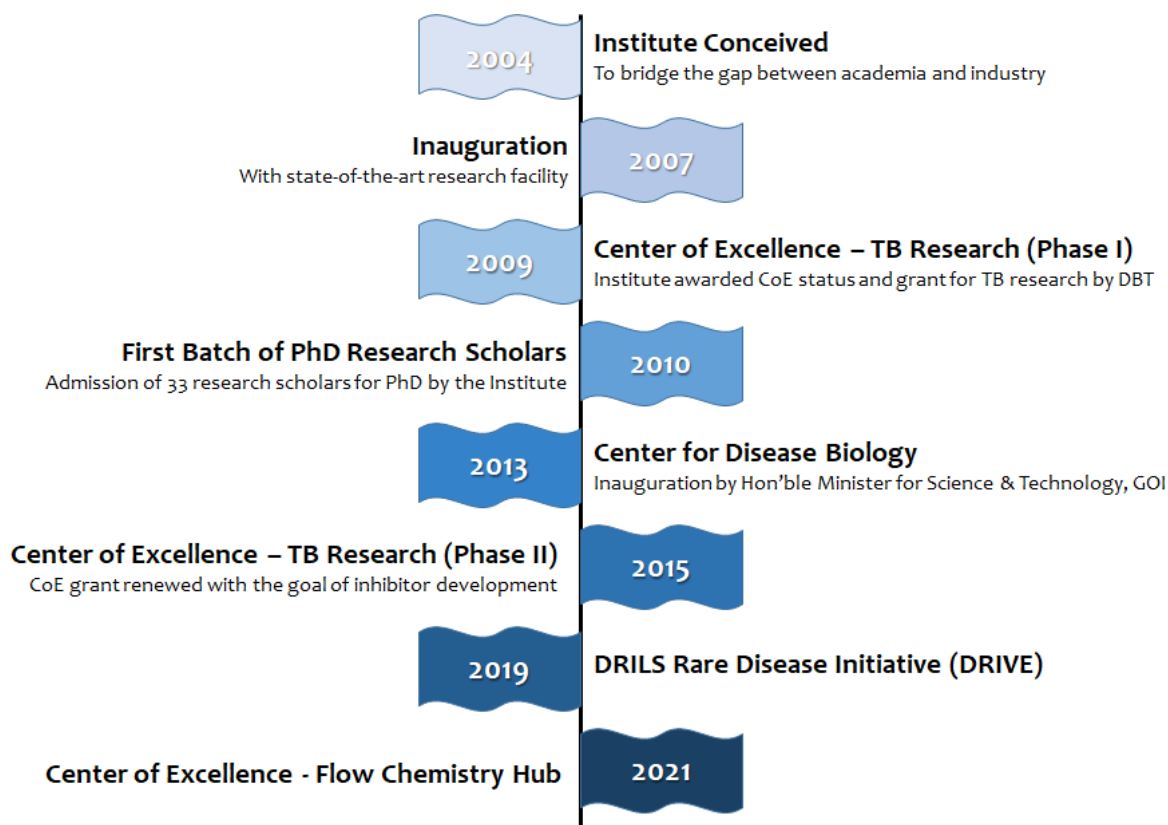 2004
Institute Conceived
To bridge the gap between academia and industry
Inauguration
With state-of-the-art research facility
2007
2009
Center of Excellence – TB Research (Phase I)
Institute awarded CoE status and grant for TB research by DBT
First Batch of PhD Research Scholars
Admission of 33 research scholars for PhD by the Institute
2010
2013
Center for Disease Biology
Inauguration by Hon’ble Minister for Science & Technology, GOI
Center of Excellence – TB Research (Phase II)
CoE grant renewed with the goal of inhibitor development
2015
2019
DRILS Rare Disease Initiative (DRIVE)
Center of Excellence - Flow Chemistry Hub
2021